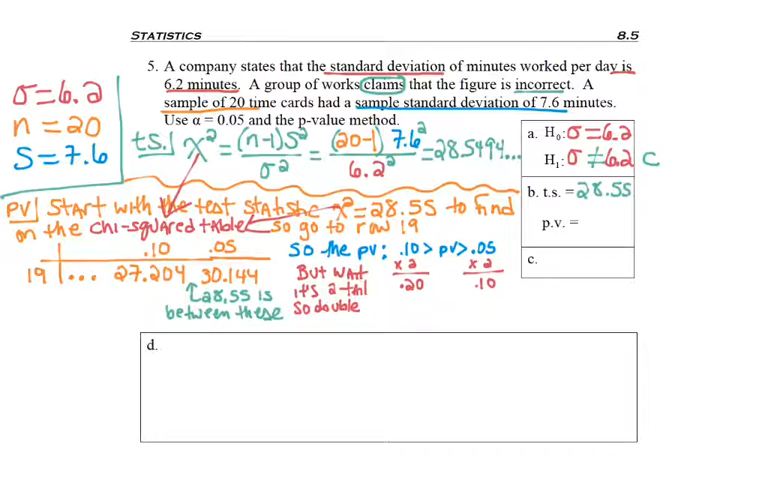 STATISTICS 8.5
5. A company states that the standard deviation of minutes worked per day is
6.2 minutes. A group of works claims that the figure is incorrect. A
sample of 20 time cards had a sample standard deviation of 7.6 minutes.
Use α = 0.05 and the p-value method.
σ = 6.2
n = 20
S = 7.6
t.s.| χ² = (n-1)S²/σ² = (20-1)7.6²/6.2² = 28.5494...
a. H₀: σ = 6.2
H₁: σ ≠ 6.2 C
b. t.s. = 28.55
p.v. =
c.
PV| Start with the test statistic χ² = 28.55 to find
on the chi-squared table so go to row 19
.10 .05
19 | ... 27.204 30.144
↑ 28.55 is
between these
So the pv: .10 > pv > .05
x 2 x 2
.20 .10
But wait
it's 2-tail
so double
d.